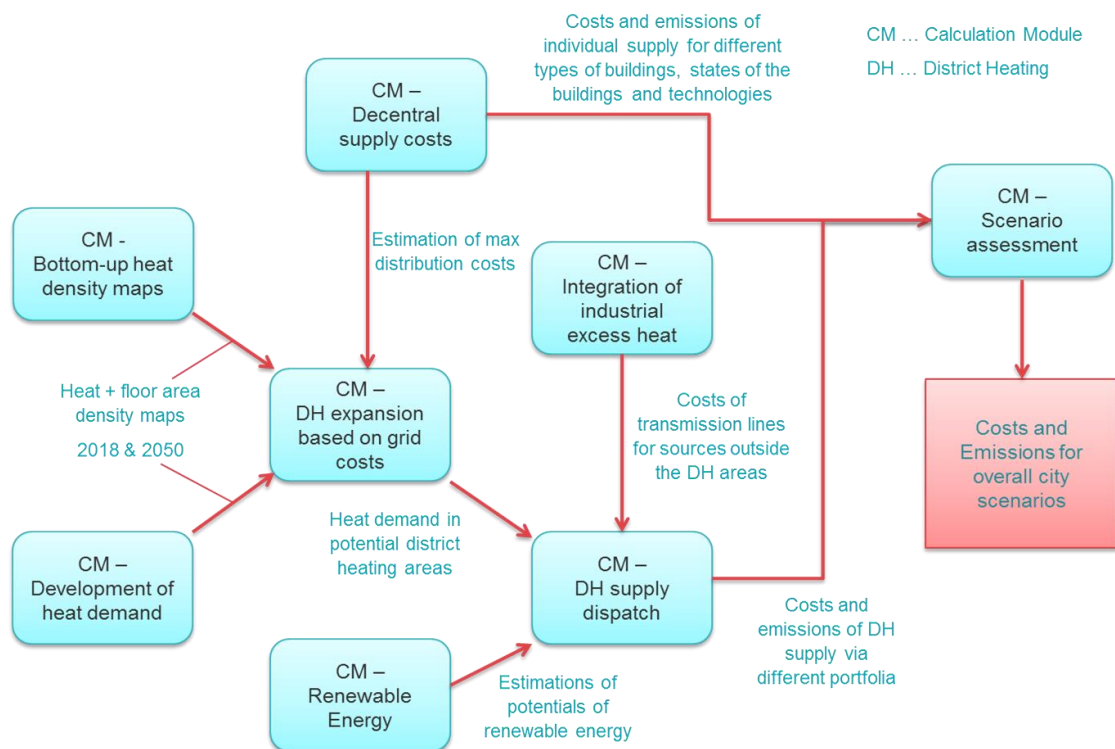 Costs and emissions of
individual supply for different
types of buildings, states of the
buildings and technologies
CM … Calculation Module
DH … District Heating
CM –
Decentral
supply costs
CM –
Scenario
assessment
CM -
Bottom-up heat
density maps
Estimation of max
distribution costs
CM –
Integration of
industrial
excess heat
Heat + floor area
density maps
2018 & 2050
CM –
DH expansion
based on grid
costs
Costs of
transmission lines
for sources outside
the DH areas
Costs and
Emissions for
overall city
scenarios
CM –
Development of
heat demand
Heat demand in
potential district
heating areas
CM –
DH supply
dispatch
Costs and
emissions of DH
supply via
different portfolia
CM –
Renewable
Energy
Estimations of
potentials of
renewable energy